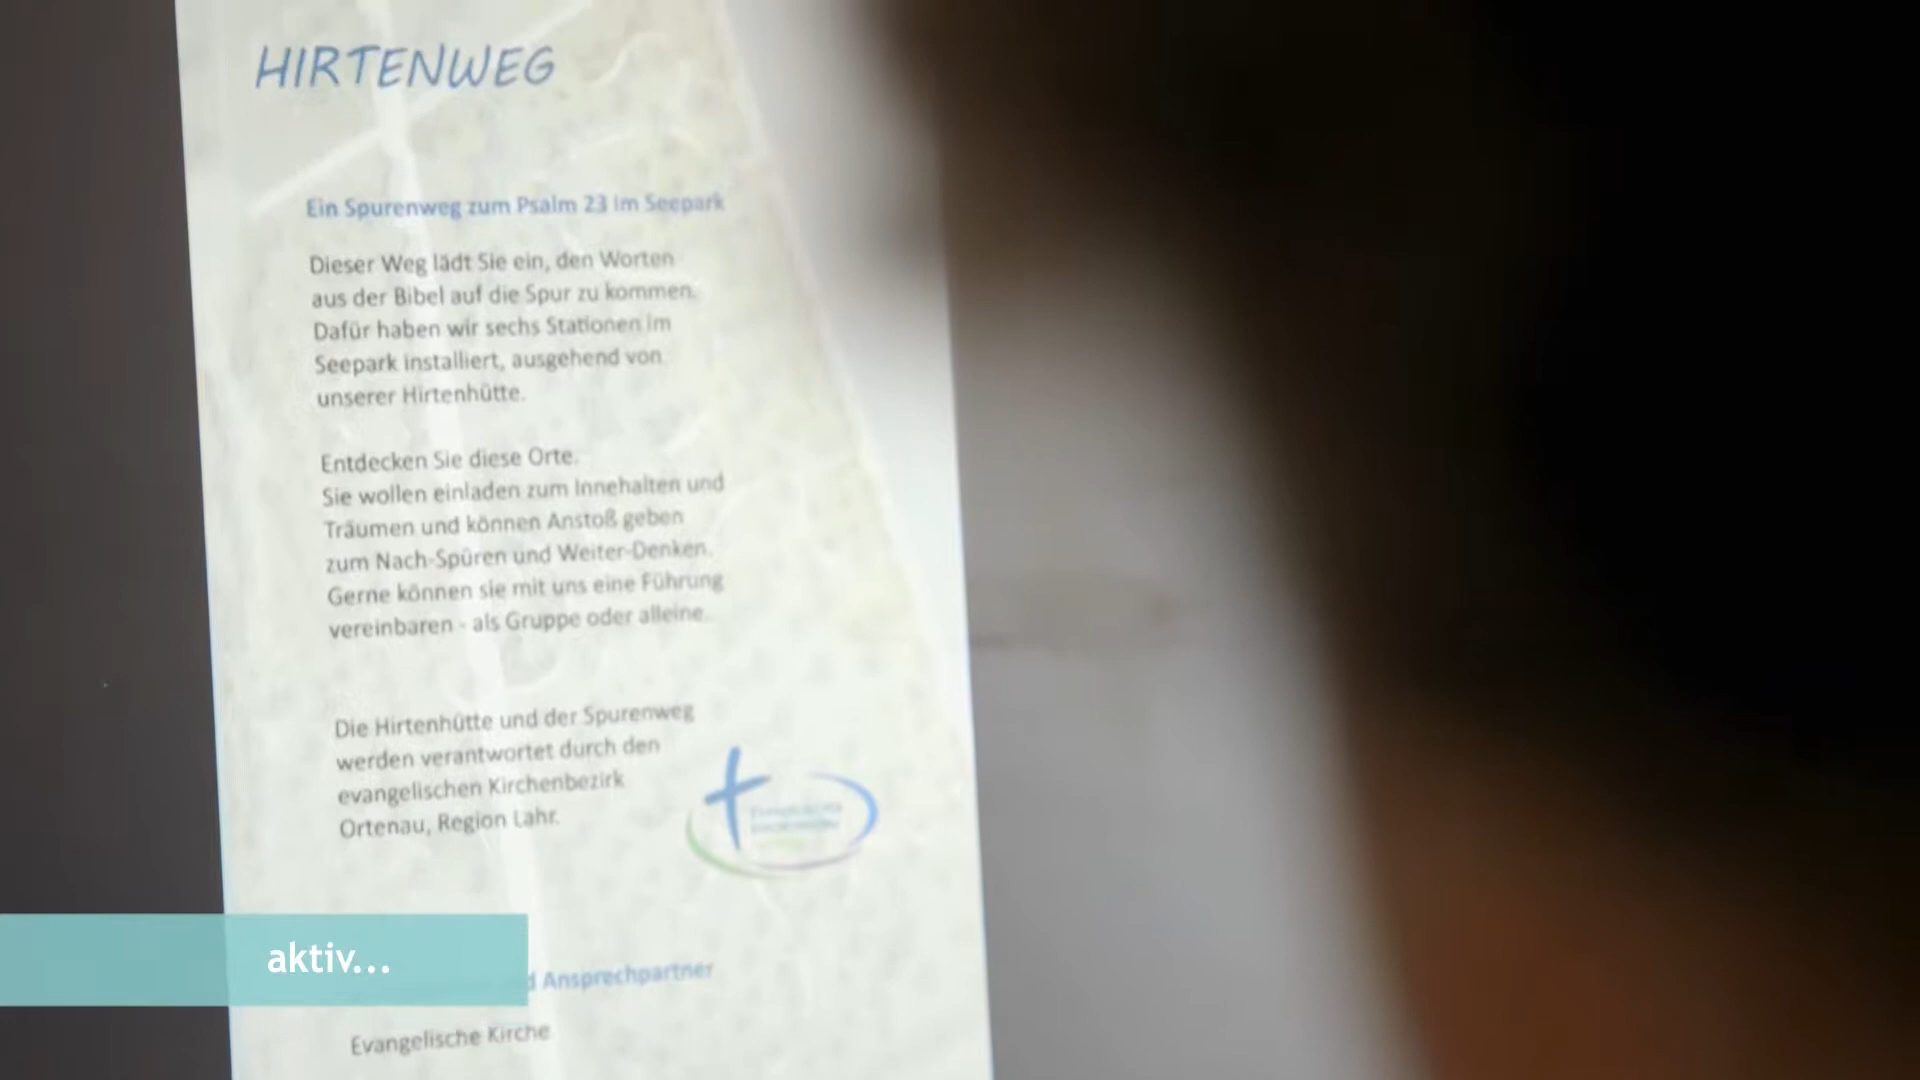 HIRTENWEG
Ein Spurenweg zum Psalm 23 im Seepark
Dieser Weg lädt Sie ein, den Worten
aus der Bibel auf die Spur zu kommen.
Dafür haben wir sechs Stationen im
Seepark installiert, ausgehend von
unserer Hirtenhütte.
Entdecken Sie diese Orte.
Sie wollen einladen zum Innehalten und
Träumen und können Anstoß geben
zum Nach-Spüren und Weiter-Denken.
Gerne können sie mit uns eine Führung
vereinbaren - als Gruppe oder alleine.
Die Hirtenhütte und der Spurenweg
werden verantwortet durch den
evangelischen Kirchenbezirk
Ortenau, Region Lahr.
aktiv...
d Ansprechpartner
Evangelische Kirche